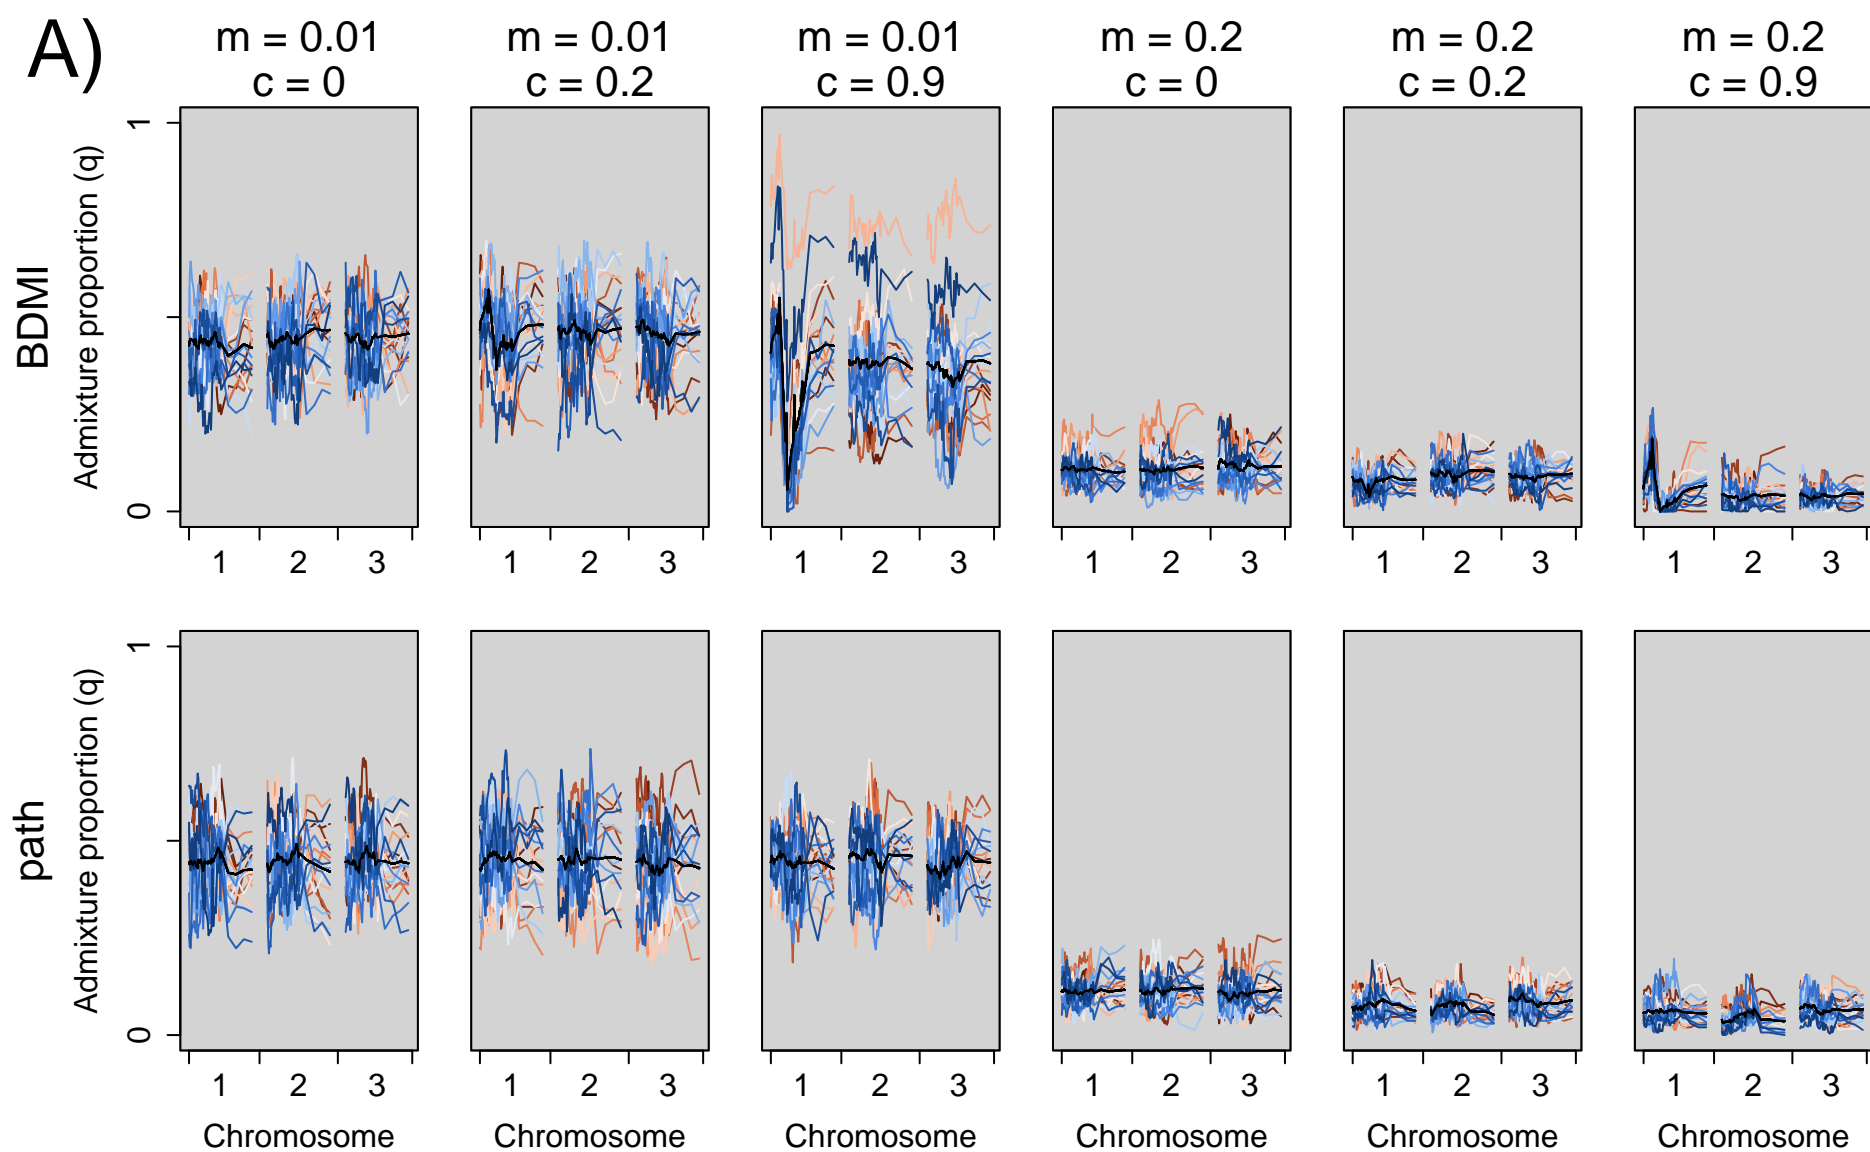 A)
m = 0.01 m = 0.01 m = 0.01 m = 0.2 m = 0.2 m = 0.2
c = 0 c = 0.2 c = 0.9 c = 0 c = 0.2 c = 0.9
BDMI
Admixture proportion (q)
1
0
1 2 3 1 2 3 1 2 3 1 2 3 1 2 3 1 2 3
path
Admixture proportion (q)
1
0
1 2 3 1 2 3 1 2 3 1 2 3 1 2 3 1 2 3
Chromosome Chromosome Chromosome Chromosome Chromosome Chromosome